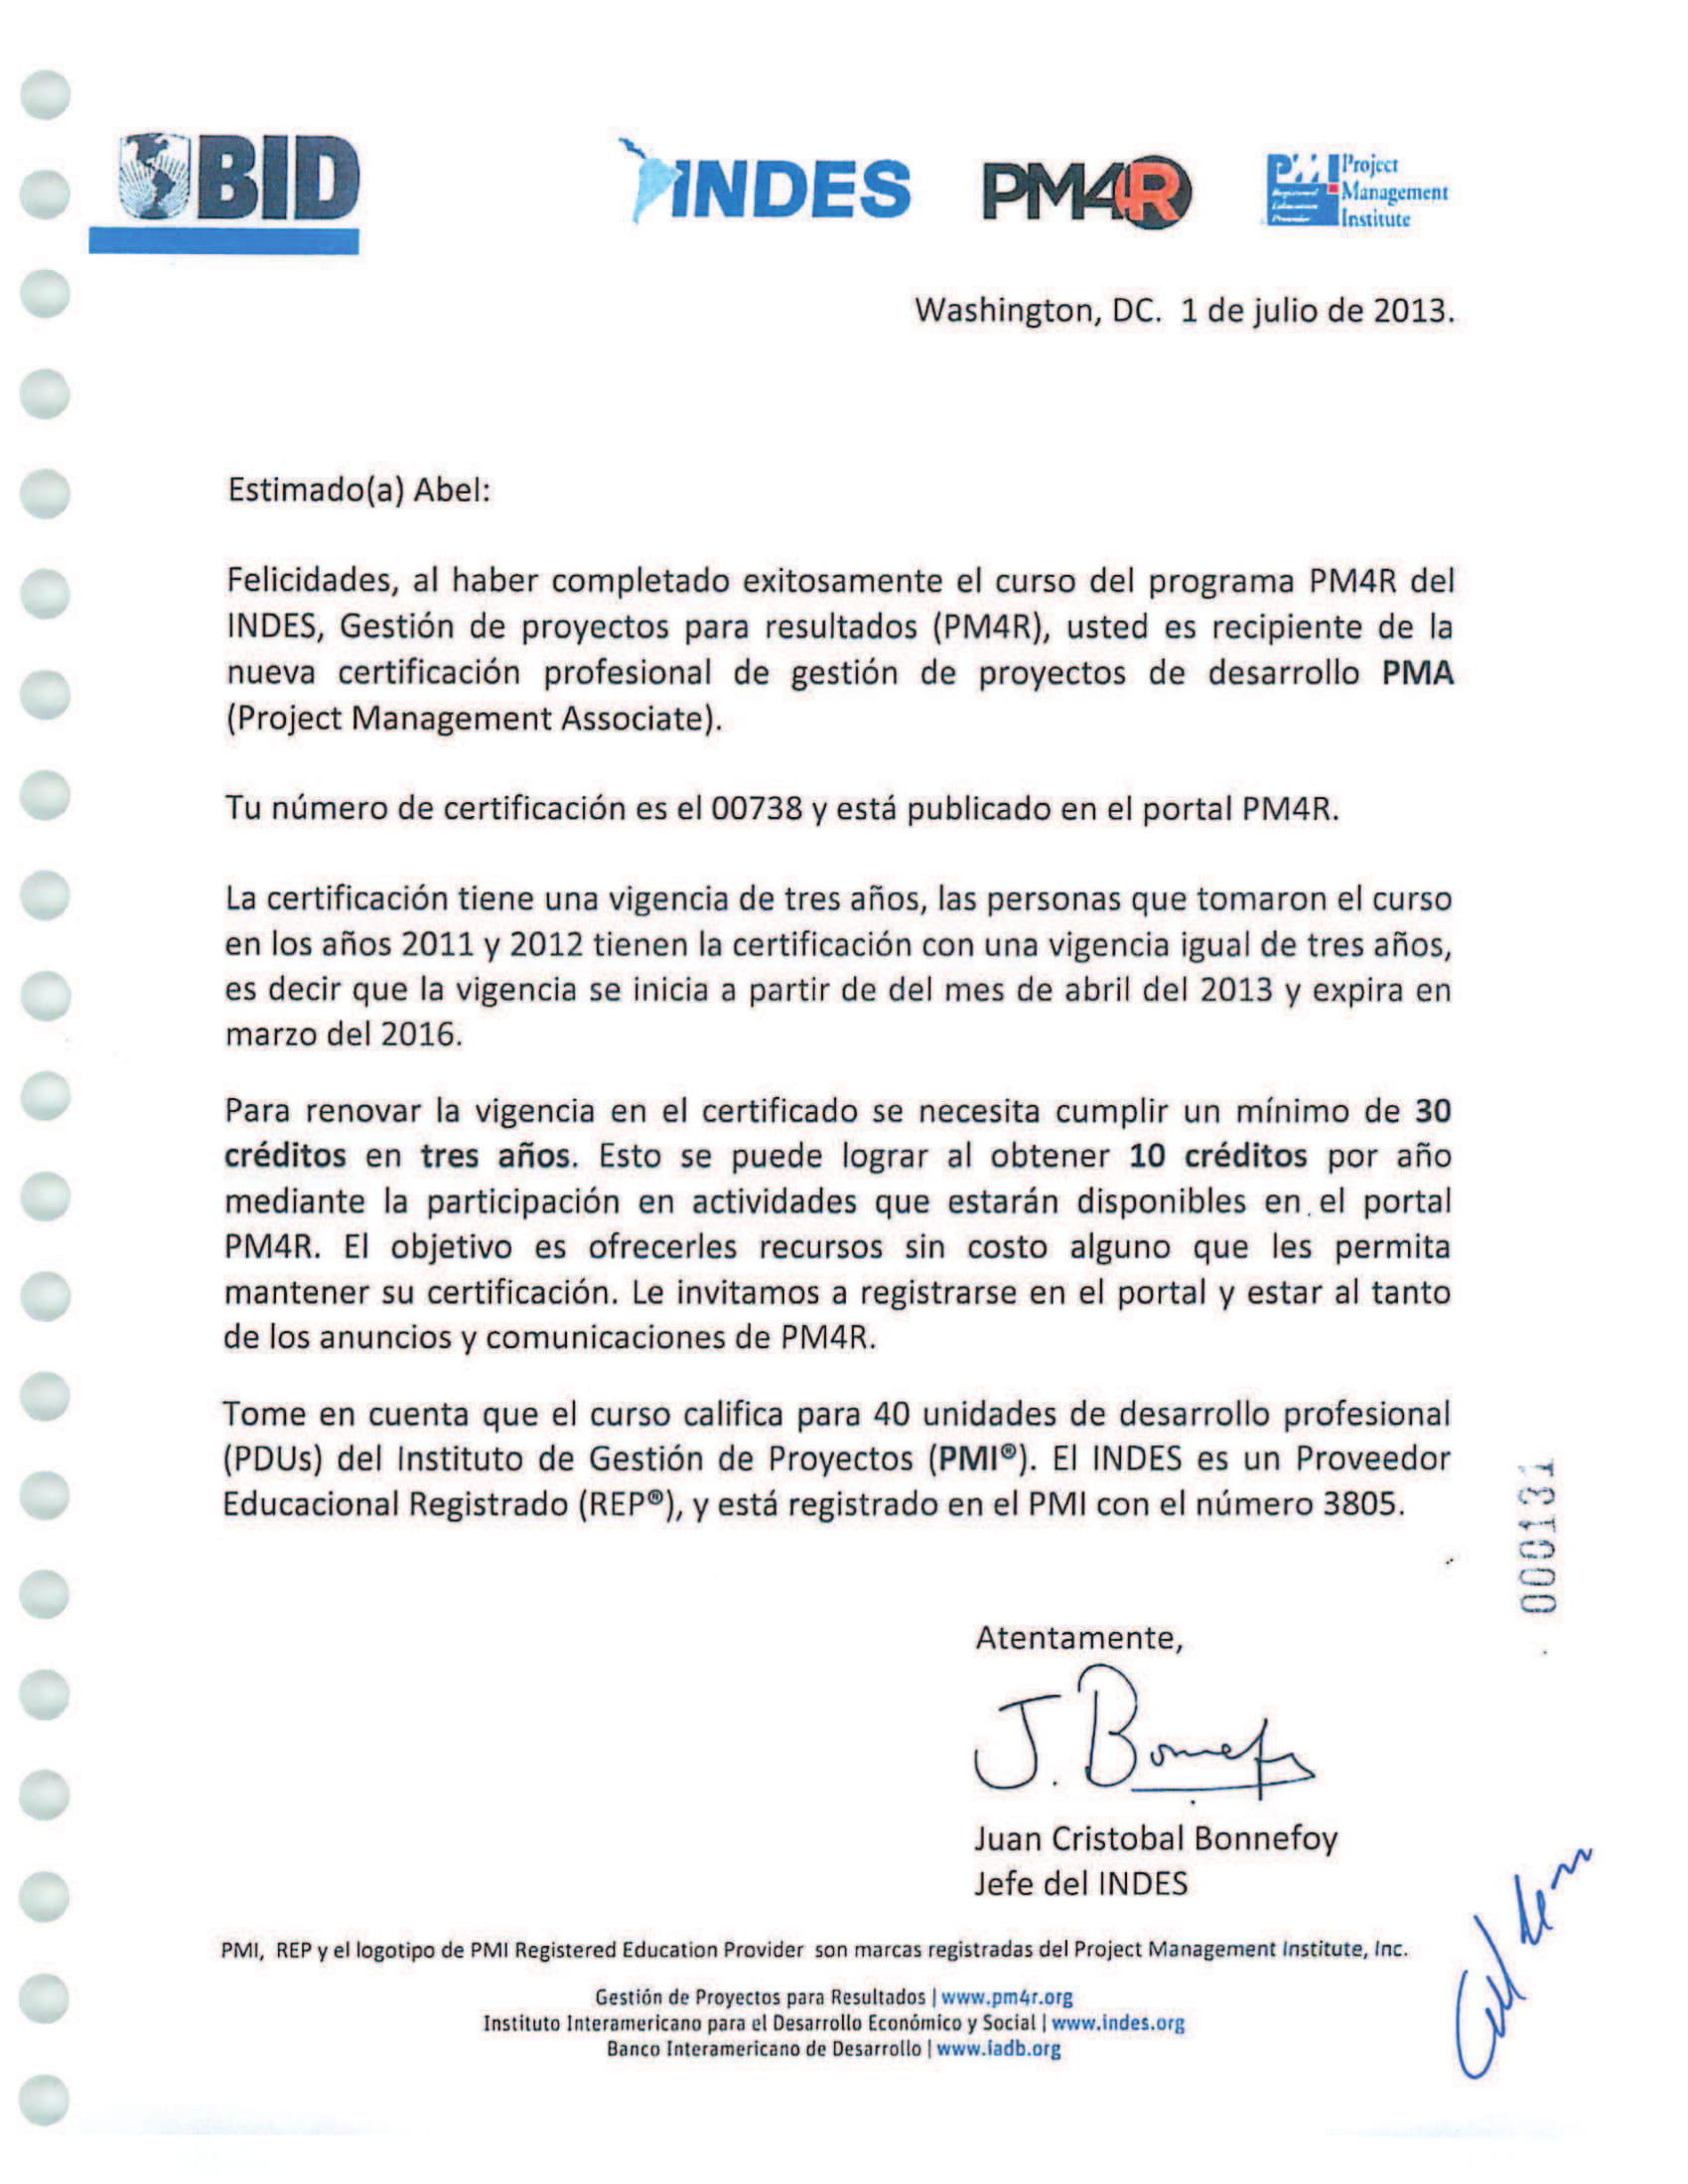 BID
INDES PM4R PMI Project
Management
Institute
Registered
Education
Provider
Washington, DC.  1 de julio de 2013.
Estimado(a) Abel:
Felicidades, al haber completado exitosamente el curso del programa PM4R del
INDES, Gestión de proyectos para resultados (PM4R), usted es recipiente de la
nueva certificación profesional de gestión de proyectos de desarrollo PMA
(Project Management Associate).
Tu número de certificación es el 00738 y está publicado en el portal PM4R.
La certificación tiene una vigencia de tres años, las personas que tomaron el curso
en los años 2011 y 2012 tienen la certificación con una vigencia igual de tres años,
es decir que la vigencia se inicia a partir de del mes de abril del 2013 y expira en
marzo del 2016.
Para renovar la vigencia en el certificado se necesita cumplir un mínimo de 30
créditos en tres años. Esto se puede lograr al obtener 10 créditos por año
mediante la participación en actividades que estarán disponibles en el portal
PM4R. El objetivo es ofrecerles recursos sin costo alguno que les permita
mantener su certificación. Le invitamos a registrarse en el portal y estar al tanto
de los anuncios y comunicaciones de PM4R.
Tome en cuenta que el curso califica para 40 unidades de desarrollo profesional
(PDUs) del Instituto de Gestión de Proyectos (PMI®). El INDES es un Proveedor
Educacional Registrado (REP®), y está registrado en el PMI con el número 3805.
000131
Atentamente,
J. Bonnef
Juan Cristobal Bonnefoy
Jefe del INDES
PMI,  REP y el logotipo de PMI Registered Education Provider  son marcas registradas del Project Management Institute, Inc.
Gestión de Proyectos para Resultados | www.pm4r.org
Instituto Interamericano para el Desarrollo Económico y Social | www.indes.org
Banco Interamericano de Desarrollo | www.iadb.org